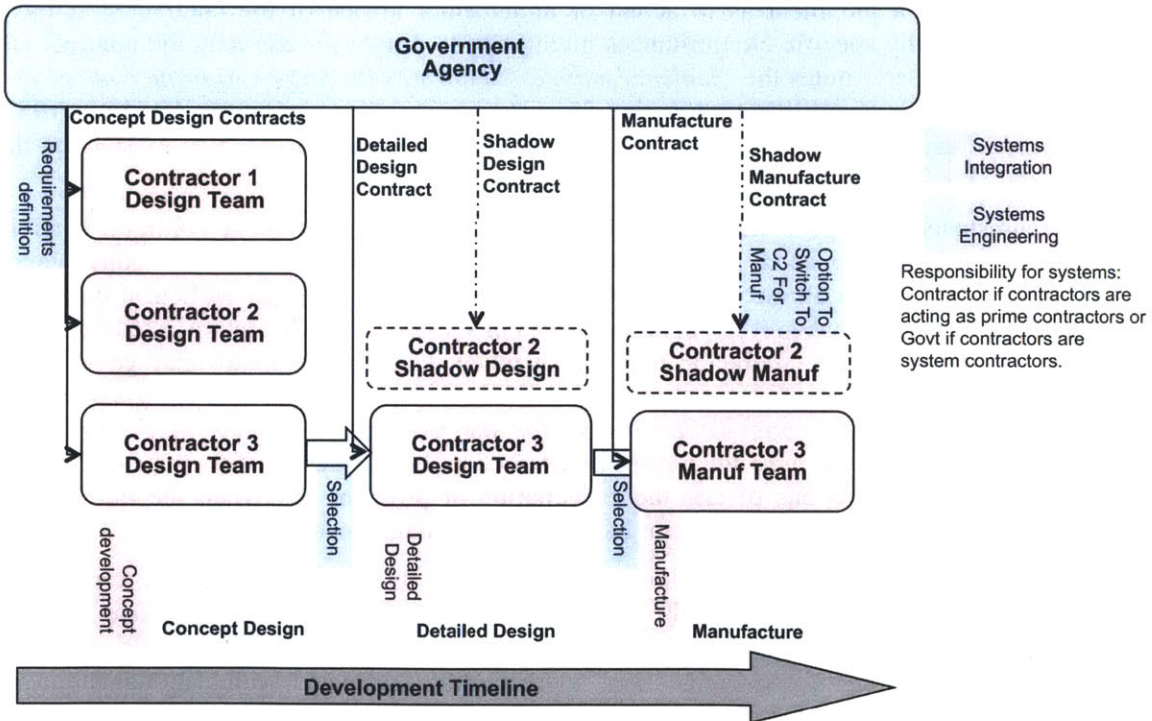 Government
Agency
Concept Design Contracts
Requirements
definition
Contractor 1
Design Team
Contractor 2
Design Team
Contractor 3
Design Team
Detailed
Design
Contract
Shadow
Design
Contract
Manufacture
Contract
Shadow
Manufacture
Contract
Option To
Switch To
C2 For
Manuf
Contractor 2
Shadow Design
Contractor 2
Shadow Manuf
Contractor 3
Design Team
Contractor 3
Manuf Team
Systems
Integration
Systems
Engineering
Responsibility for systems:
Contractor if contractors are
acting as prime contractors or
Govt if contractors are
system contractors.
Concept
development
Selection
Detailed
Design
Selection
Manufacture
Concept Design
Detailed Design
Manufacture
Development Timeline